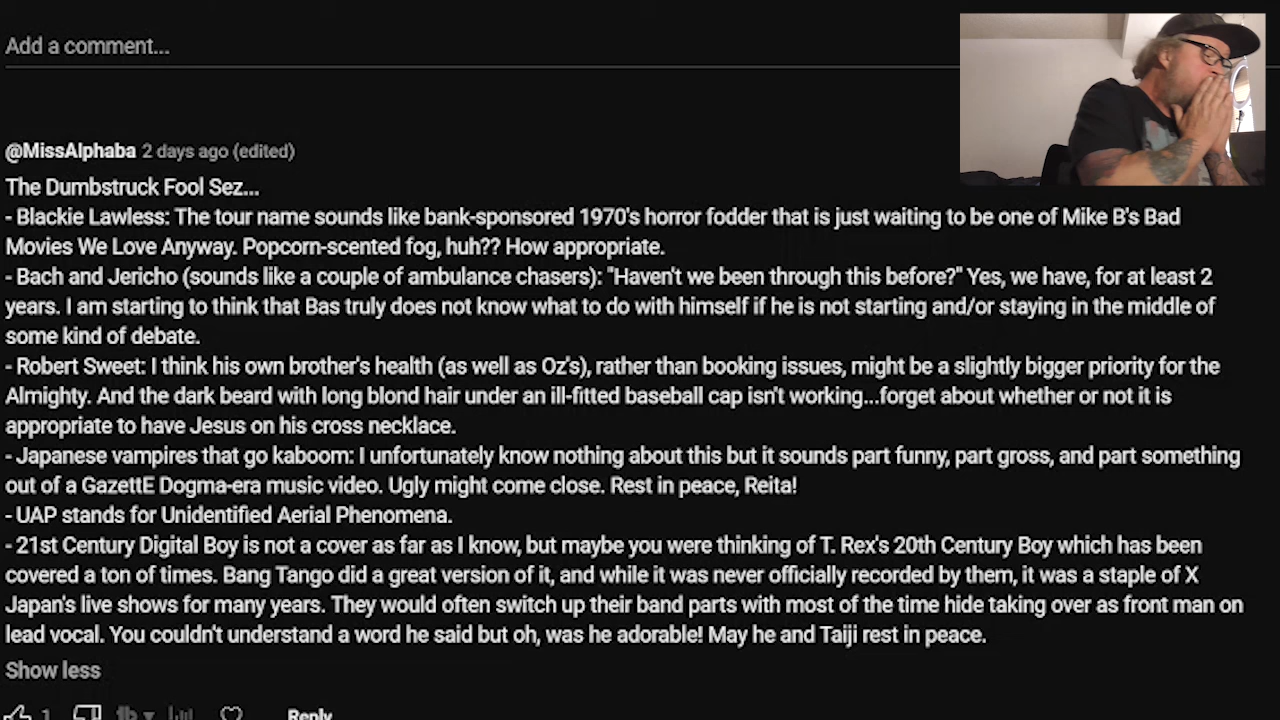 Add a comment...
@MissAlphaba 2 days ago (edited)
The Dumbstruck Fool Sez...
- Blackie Lawless: The tour name sounds like bank-sponsored 1970's horror fodder that is just waiting to be one of Mike B's Bad
Movies We Love Anyway. Popcorn-scented fog, huh?? How appropriate.
- Bach and Jericho (sounds like a couple of ambulance chasers): "Haven't we been through this before?" Yes, we have, for at least 2
years. I am starting to think that Bas truly does not know what to do with himself if he is not starting and/or staying in the middle of
some kind of debate.
- Robert Sweet: I think his own brother's health (as well as Oz's), rather than booking issues, might be a slightly bigger priority for the
Almighty. And the dark beard with long blond hair under an ill-fitted baseball cap isn't working...forget about whether or not it is
appropriate to have Jesus on his cross necklace.
- Japanese vampires that go kaboom: I unfortunately know nothing about this but it sounds part funny, part gross, and part something
out of a GazettE Dogma-era music video. Ugly might come close. Rest in peace, Reita!
- UAP stands for Unidentified Aerial Phenomena.
- 21st Century Digital Boy is not a cover as far as I know, but maybe you were thinking of T. Rex's 20th Century Boy which has been
covered a ton of times. Bang Tango did a great version of it, and while it was never officially recorded by them, it was a staple of X
Japan's live shows for many years. They would often switch up their band parts with most of the time hide taking over as front man on
lead vocal. You couldn't understand a word he said but oh, was he adorable! May he and Taiji rest in peace.
Show less
1 Reply